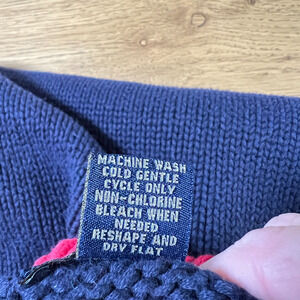 MACHINE WASH
COLD GENTLE
CYCLE ONLY
NON-CHLORINE
BLEACH WHEN
NEEDED
RESHAPE AND
DRY FLAT